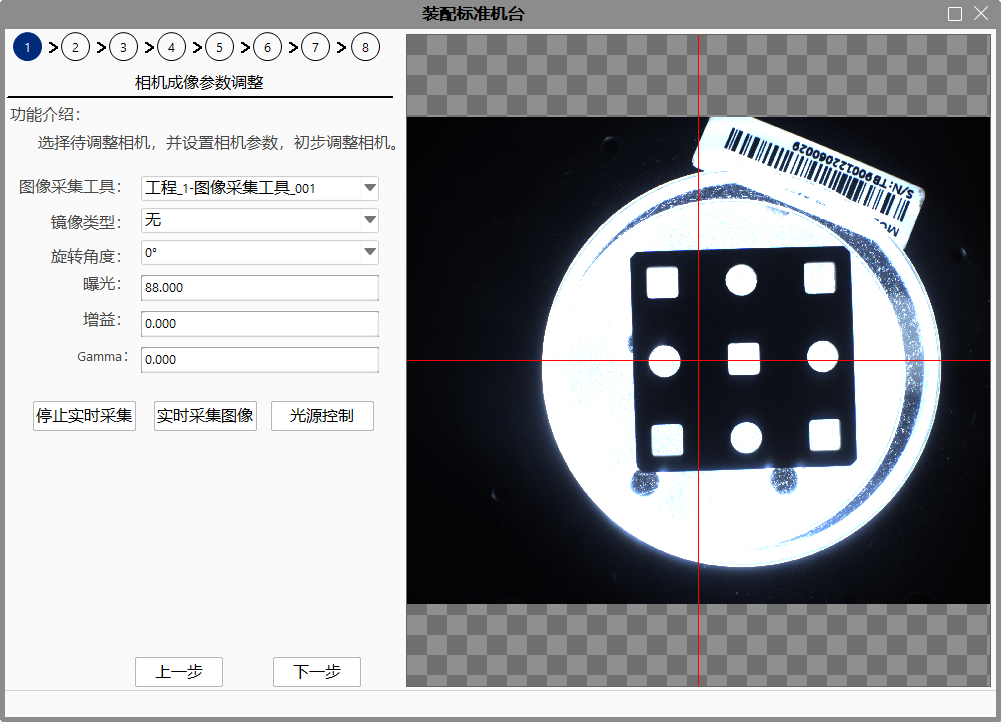 装配标准机台
1 > 2 > 3 > 4 > 5 > 6 > 7 > 8
相机成像参数调整
功能介绍：
选择待调整相机，并设置相机参数，初步调整相机。
图像采集工具： 工程_1-图像采集工具_001
镜像类型： 无
旋转角度： 0°
曝光： 88.000
增益： 0.000
Gamma： 0.000
停止实时采集 实时采集图像 光源控制
上一步 下一步
S/N:TB900122060029